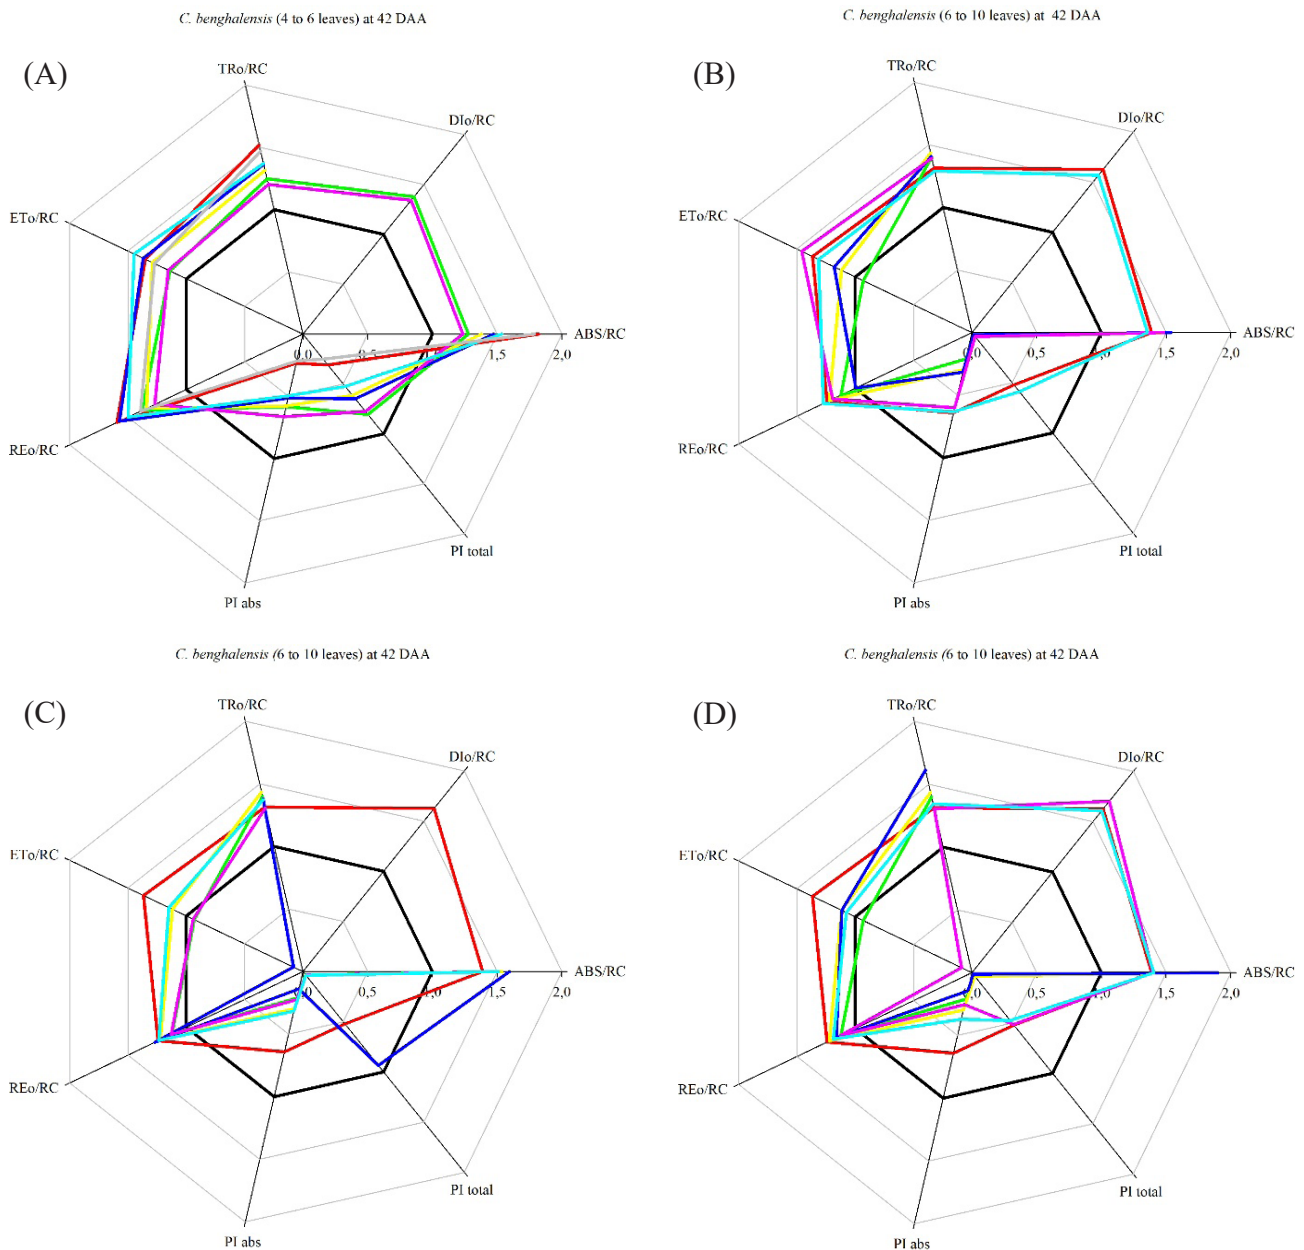 C. benghalensis (4 to 6 leaves) at 42 DAA
(A)
TRo/RC
DIo/RC
ETo/RC
0,0 0,5 1,0 1,5 2,0
ABS/RC
REo/RC
PI total
PI abs
C. benghalensis (6 to 10 leaves) at 42 DAA
(B)
TRo/RC
DIo/RC
ETo/RC
0,0 0,5 1,0 1,5 2,0
ABS/RC
REo/RC
PI total
PI abs
C. benghalensis (6 to 10 leaves) at 42 DAA
(C)
TRo/RC
DIo/RC
ETo/RC
0,0 0,5 1,0 1,5 2,0
ABS/RC
REo/RC
PI total
PI abs
C. benghalensis (6 to 10 leaves) at 42 DAA
(D)
TRo/RC
DIo/RC
ETo/RC
0,0 0,5 1,0 1,5 2,0
ABS/RC
REo/RC
PI total
PI abs